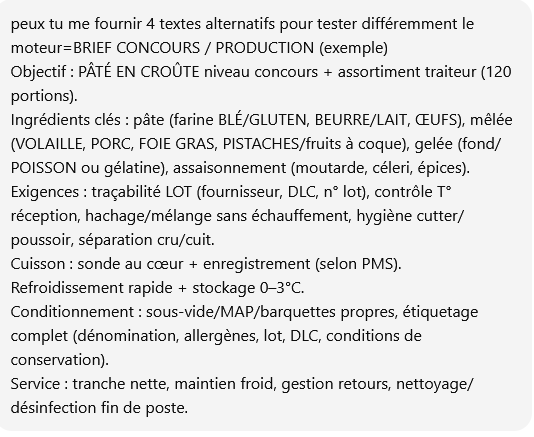 peux tu me fournir 4 textes alternatifs pour tester différemment le
moteur=BRIEF CONCOURS / PRODUCTION (exemple)
Objectif : PÂTÉ EN CROÛTE niveau concours + assortiment traiteur (120
portions).
Ingrédients clés : pâte (farine BLÉ/GLUTEN, BEURRE/LAIT, ŒUFS), mêlée
(VOLAILLE, PORC, FOIE GRAS, PISTACHES/fruits à coque), gelée (fond/
POISSON ou gélatine), assaisonnement (moutarde, céleri, épices).
Exigences : traçabilité LOT (fournisseur, DLC, n° lot), contrôle T°
réception, hachage/mélange sans échauffement, hygiène cutter/
poussoir, séparation cru/cuit.
Cuisson : sonde au cœur + enregistrement (selon PMS).
Refroidissement rapide + stockage 0–3°C.
Conditionnement : sous-vide/MAP/barquettes propres, étiquetage
complet (dénomination, allergènes, lot, DLC, conditions de
conservation).
Service : tranche nette, maintien froid, gestion retours, nettoyage/
désinfection fin de poste.